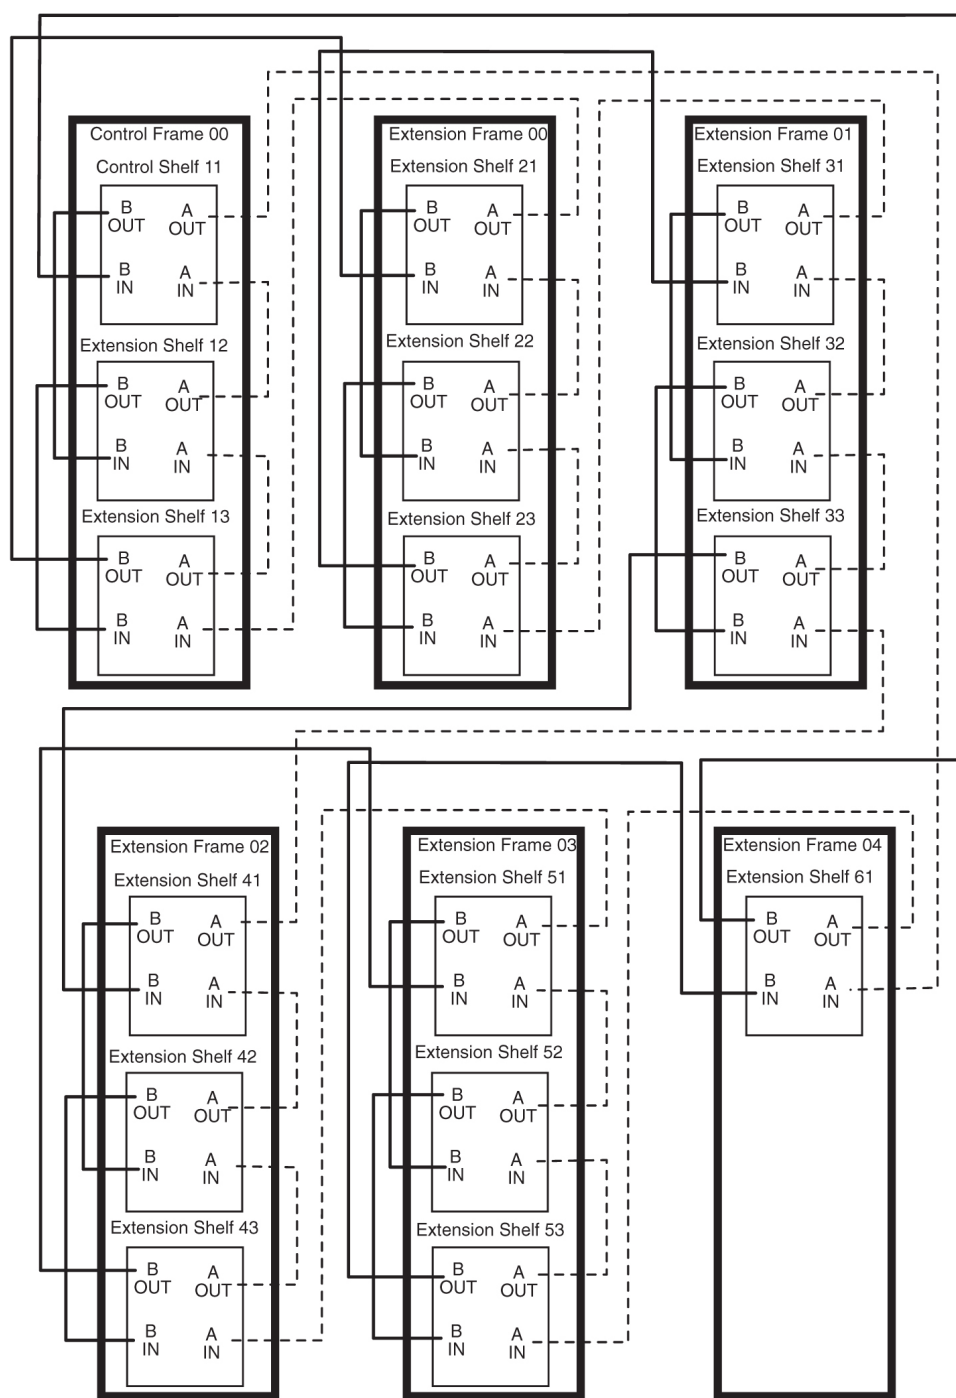 Control Frame 00
Control Shelf 11
B OUT
A OUT
B IN
A IN
Extension Shelf 12
B OUT
A OUT
B IN
A IN
Extension Shelf 13
B OUT
A OUT
B IN
A IN
Extension Frame 00
Extension Shelf 21
B OUT
A OUT
B IN
A IN
Extension Shelf 22
B OUT
A OUT
B IN
A IN
Extension Shelf 23
B OUT
A OUT
B IN
A IN
Extension Frame 01
Extension Shelf 31
B OUT
A OUT
B IN
A IN
Extension Shelf 32
B OUT
A OUT
B IN
A IN
Extension Shelf 33
B OUT
A OUT
B IN
A IN
Extension Frame 02
Extension Shelf 41
B OUT
A OUT
B IN
A IN
Extension Shelf 42
B OUT
A OUT
B IN
A IN
Extension Shelf 43
B OUT
A OUT
B IN
A IN
Extension Frame 03
Extension Shelf 51
B OUT
A OUT
B IN
A IN
Extension Shelf 52
B OUT
A OUT
B IN
A IN
Extension Shelf 53
B OUT
A OUT
B IN
A IN
Extension Frame 04
Extension Shelf 61
B OUT
A OUT
B IN
A IN